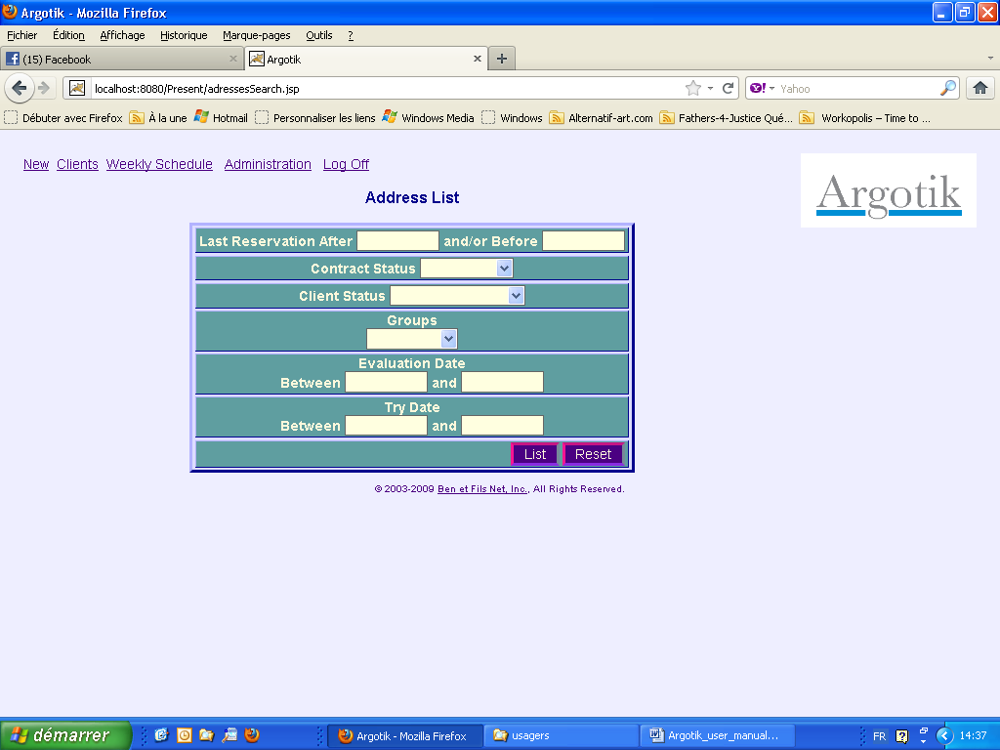 Argotik - Mozilla Firefox
Fichier Édition Affichage Historique Marque-pages Outils ?
(15) Facebook Argotik
localhost:8080/Present/adressesSearch.jsp Yahoo
Débuter avec Firefox À la une Hotmail Personnaliser les liens Windows Media Windows Alternatif-art.com Fathers-4-Justice Qué... Workopolis – Time to ...
New Clients Weekly Schedule Administration Log Off
Argotik
Address List
Last Reservation After and/or Before
Contract Status
Client Status
Groups
Evaluation Date
Between and
Try Date
Between and
List Reset
© 2003-2009 Ben et Fils Net, Inc., All Rights Reserved.
démarrer Argotik - Mozilla Firefox usagers Argotik_user_manual... FR 14:37